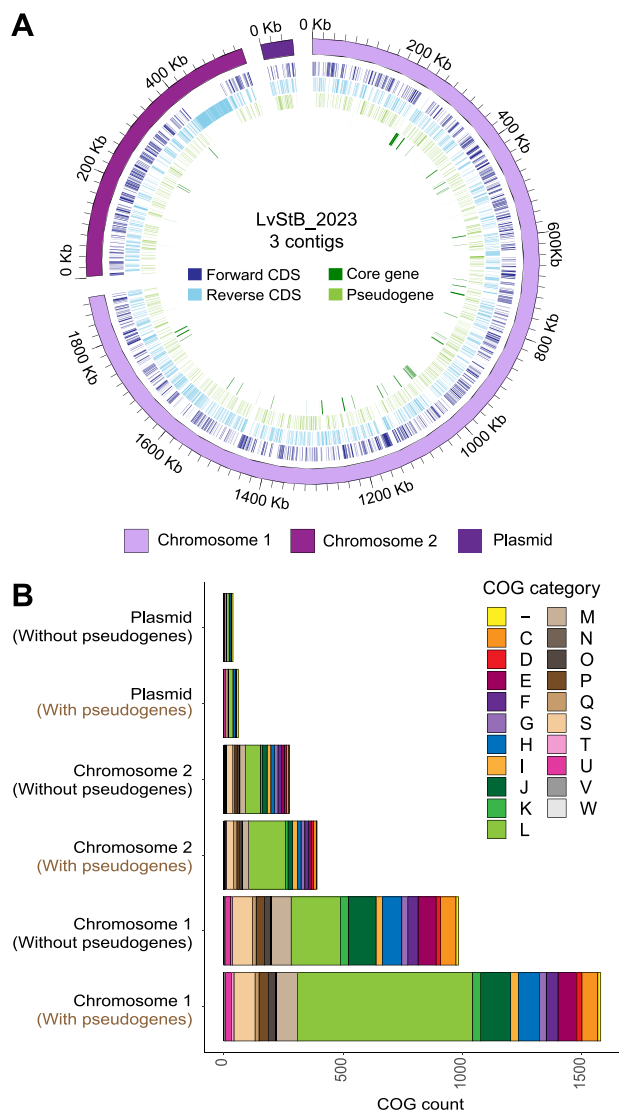 A
0 Kb
0 Kb
200 Kb
400 Kb
600Kb
800 Kb
1000 Kb
1200 Kb
1400 Kb
1600 Kb
1800 Kb
0 Kb
200 Kb
400 Kb
LvStB_2023
3 contigs
Forward CDS
Core gene
Reverse CDS
Pseudogene
Chromosome 1
Chromosome 2
Plasmid
B
COG category
–
C
D
E
F
G
H
I
J
K
L
M
N
O
P
Q
S
T
U
V
W
Plasmid
(Without pseudogenes)
Plasmid
(With pseudogenes)
Chromosome 2
(Without pseudogenes)
Chromosome 2
(With pseudogenes)
Chromosome 1
(Without pseudogenes)
Chromosome 1
(With pseudogenes)
0
500
1000
1500
COG count